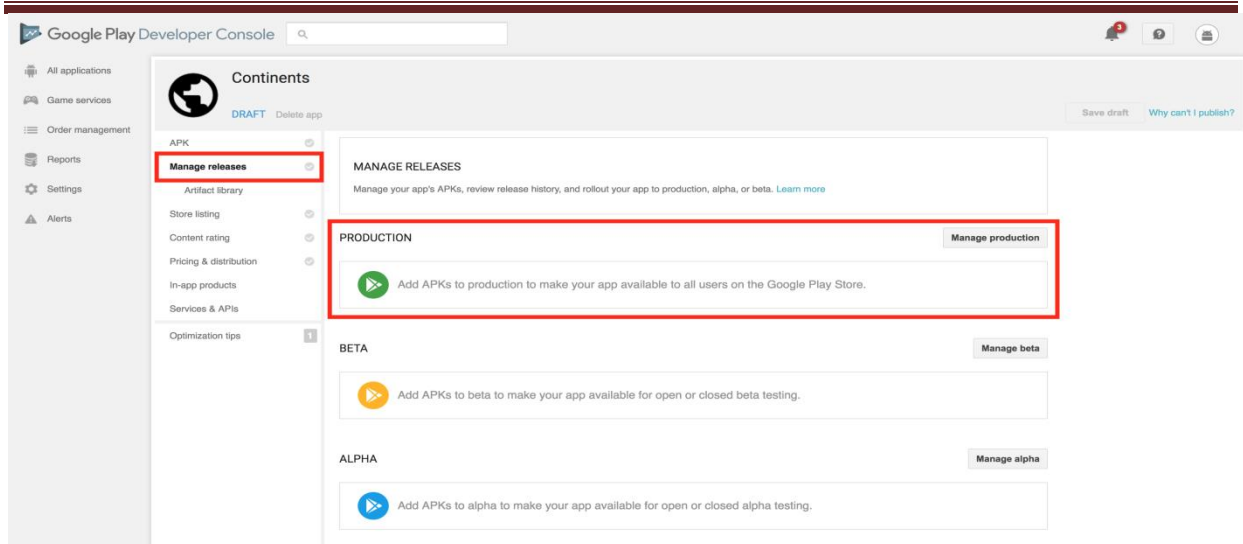 Google Play Developer Console
3
All applications
Game services
Order management
Reports
Settings
Alerts
Continents
DRAFT Delete app
Save draft Why can't I publish?
APK
Manage releases
Artifact library
Store listing
Content rating
Pricing & distribution
In-app products
Services & APIs
Optimization tips 1
MANAGE RELEASES
Manage your app's APKs, review release history, and rollout your app to production, alpha, or beta. Learn more
PRODUCTION Manage production
Add APKs to production to make your app available to all users on the Google Play Store.
BETA Manage beta
Add APKs to beta to make your app available for open or closed beta testing.
ALPHA Manage alpha
Add APKs to alpha to make your app available for open or closed alpha testing.